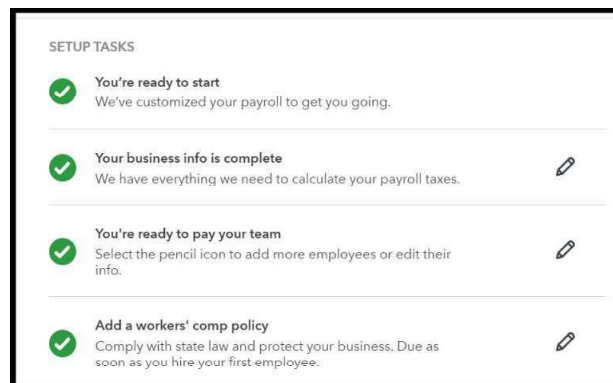 SETUP TASKS
You're ready to start
We've customized your payroll to get you going.
Your business info is complete
We have everything we need to calculate your payroll taxes.
You're ready to pay your team
Select the pencil icon to add more employees or edit their
info.
Add a workers' comp policy
Comply with state law and protect your business. Due as
soon as you hire your first employee.